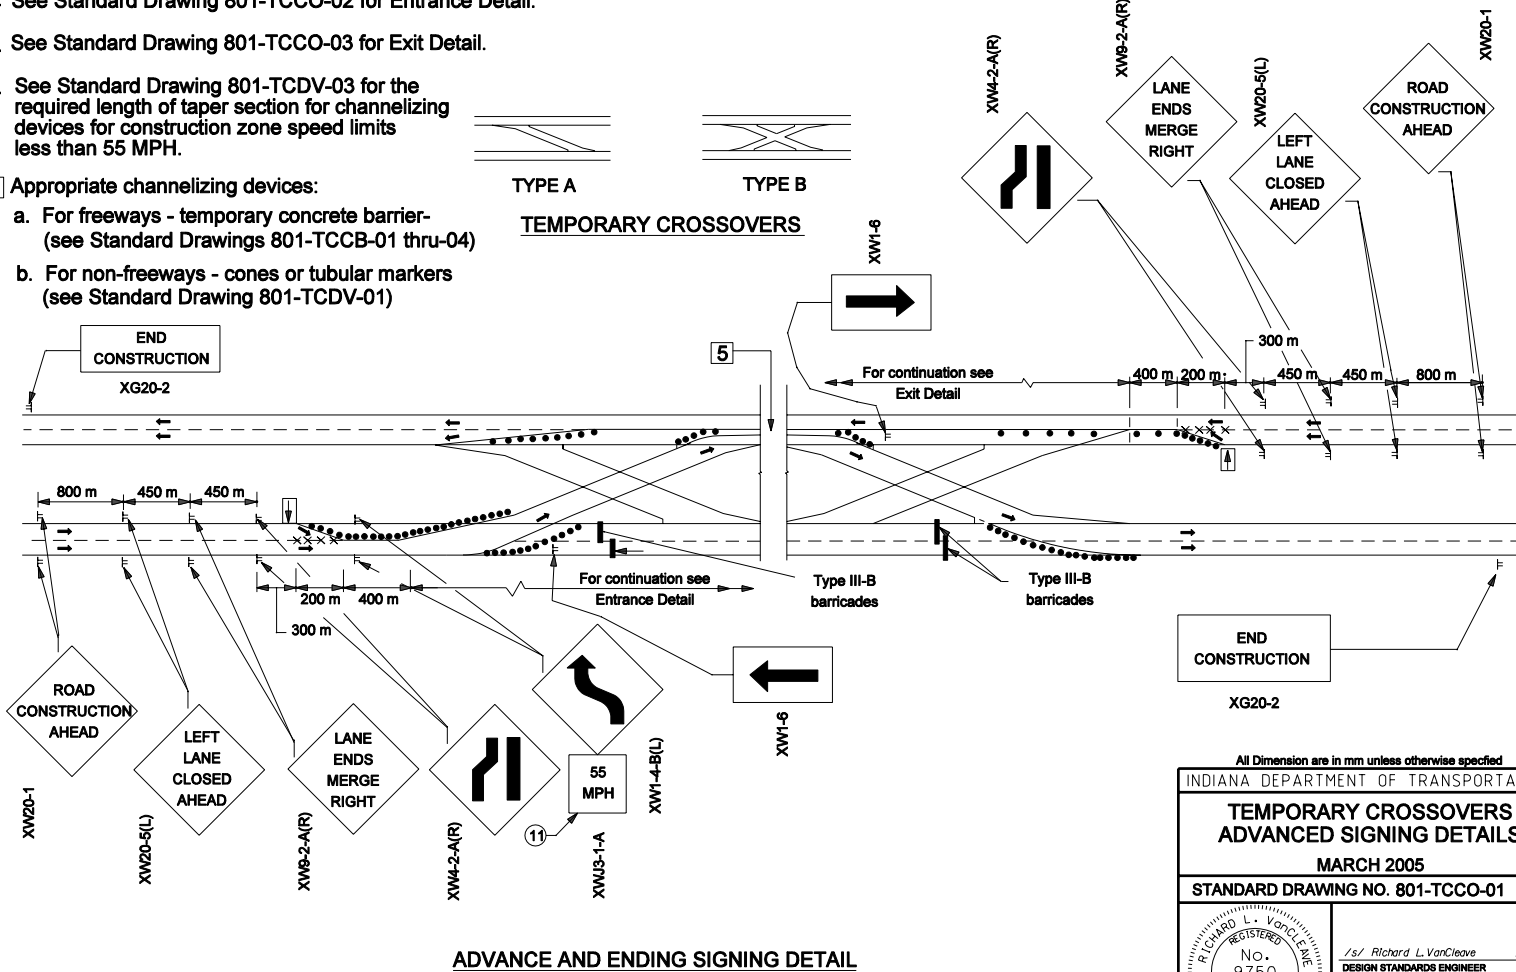 . See Standard Drawing 801-TCCO-02 for Entrance Detail.
. See Standard Drawing 801-TCCO-03 for Exit Detail.
. See Standard Drawing 801-TCDV-03 for the
required length of taper section for channelizing
devices for construction zone speed limits
less than 55 MPH.
Appropriate channelizing devices:
a. For freeways - temporary concrete barrier-
(see Standard Drawings 801-TCCB-01 thru-04)
b. For non-freeways - cones or tubular markers
(see Standard Drawing 801-TCDV-01)
TYPE A
TYPE B
TEMPORARY CROSSOVERS
XW1-6
XW4-2-A(R)
XW9-2-A(R)
LANE
ENDS
MERGE
RIGHT
XW20-5(L)
LEFT
LANE
CLOSED
AHEAD
XW20-1
ROAD
CONSTRUCTION
AHEAD
END
CONSTRUCTION
XG20-2
5
For continuation see
Exit Detail
400 m
200 m
300 m
450 m
450 m
800 m
800 m
450 m
450 m
200 m
400 m
300 m
For continuation see
Entrance Detail
Type III-B
barricades
Type III-B
barricades
END
CONSTRUCTION
XG20-2
ROAD
CONSTRUCTION
AHEAD
XW20-1
LEFT
LANE
CLOSED
AHEAD
XW20-5(L)
LANE
ENDS
MERGE
RIGHT
XW9-2-A(R)
XW4-2-A(R)
55
MPH
11
XWJ3-1-A
XW1-4-B(L)
XW1-6
ADVANCE AND ENDING SIGNING DETAIL
All Dimension are in mm unless otherwise specfied
INDIANA DEPARTMENT OF TRANSPORTA
TEMPORARY CROSSOVERS
ADVANCED SIGNING DETAILS
MARCH 2005
STANDARD DRAWING NO. 801-TCCO-01
RICHARD L. VanCLEAVE
REGISTERED
No.
9750
/s/ Richard L. VanCleave
DESIGN STANDARDS ENGINEER